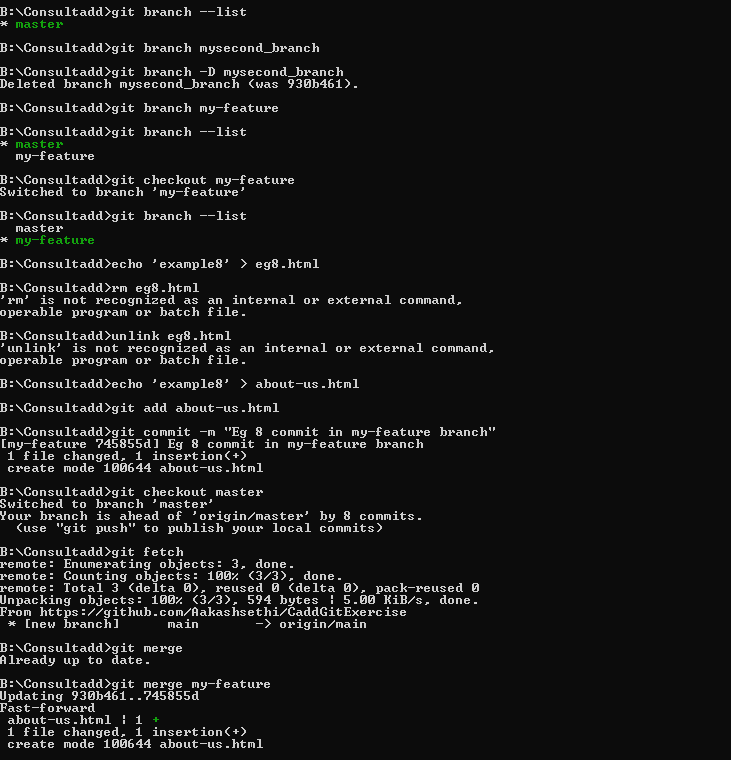 B:\Consultadd>git branch --list
* master
B:\Consultadd>git branch mysecond_branch
B:\Consultadd>git branch -D mysecond_branch
Deleted branch mysecond_branch (was 930b461).
B:\Consultadd>git branch my-feature
B:\Consultadd>git branch --list
* master
  my-feature
B:\Consultadd>git checkout my-feature
Switched to branch 'my-feature'
B:\Consultadd>git branch --list
  master
* my-feature
B:\Consultadd>echo 'example8' > eg8.html
B:\Consultadd>rm eg8.html
'rm' is not recognized as an internal or external command,
operable program or batch file.
B:\Consultadd>unlink eg8.html
'unlink' is not recognized as an internal or external command,
operable program or batch file.
B:\Consultadd>echo 'example8' > about-us.html
B:\Consultadd>git add about-us.html
B:\Consultadd>git commit -m "Eg 8 commit in my-feature branch"
[my-feature 745855d] Eg 8 commit in my-feature branch
 1 file changed, 1 insertion(+)
 create mode 100644 about-us.html
B:\Consultadd>git checkout master
Switched to branch 'master'
Your branch is ahead of 'origin/master' by 8 commits.
  (use "git push" to publish your local commits)
B:\Consultadd>git fetch
remote: Enumerating objects: 3, done.
remote: Counting objects: 100% (3/3), done.
remote: Total 3 (delta 0), reused 0 (delta 0), pack-reused 0
Unpacking objects: 100% (3/3), 594 bytes | 5.00 KiB/s, done.
From https://github.com/Aakashsethi/CaddGitExercise
 * [new branch]      main       -> origin/main
B:\Consultadd>git merge
Already up to date.
B:\Consultadd>git merge my-feature
Updating 930b461..745855d
Fast-forward
 about-us.html | 1 +
 1 file changed, 1 insertion(+)
 create mode 100644 about-us.html